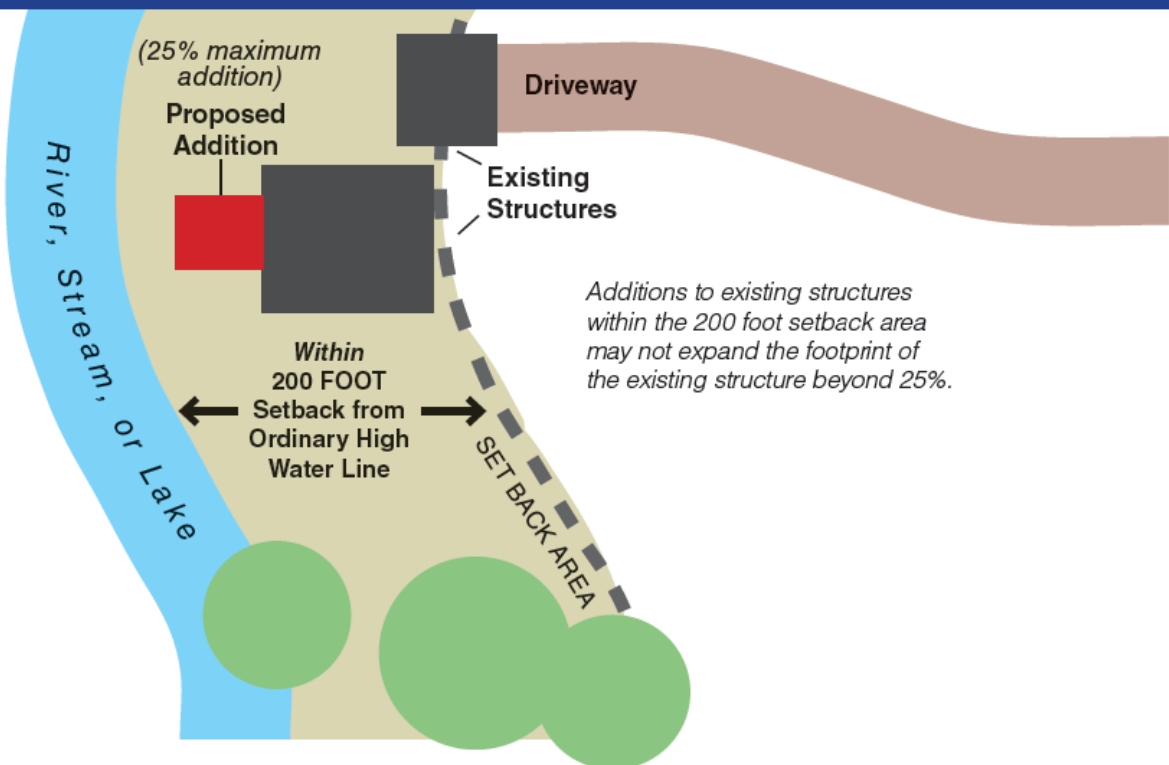 (25% maximum
addition)
Proposed
Addition
Driveway
Existing
Structures
River, Stream, or Lake
Additions to existing structures
within the 200 foot setback area
may not expand the footprint of
the existing structure beyond 25%.
Within
200 FOOT
Setback from
Ordinary High
Water Line
SET BACK AREA